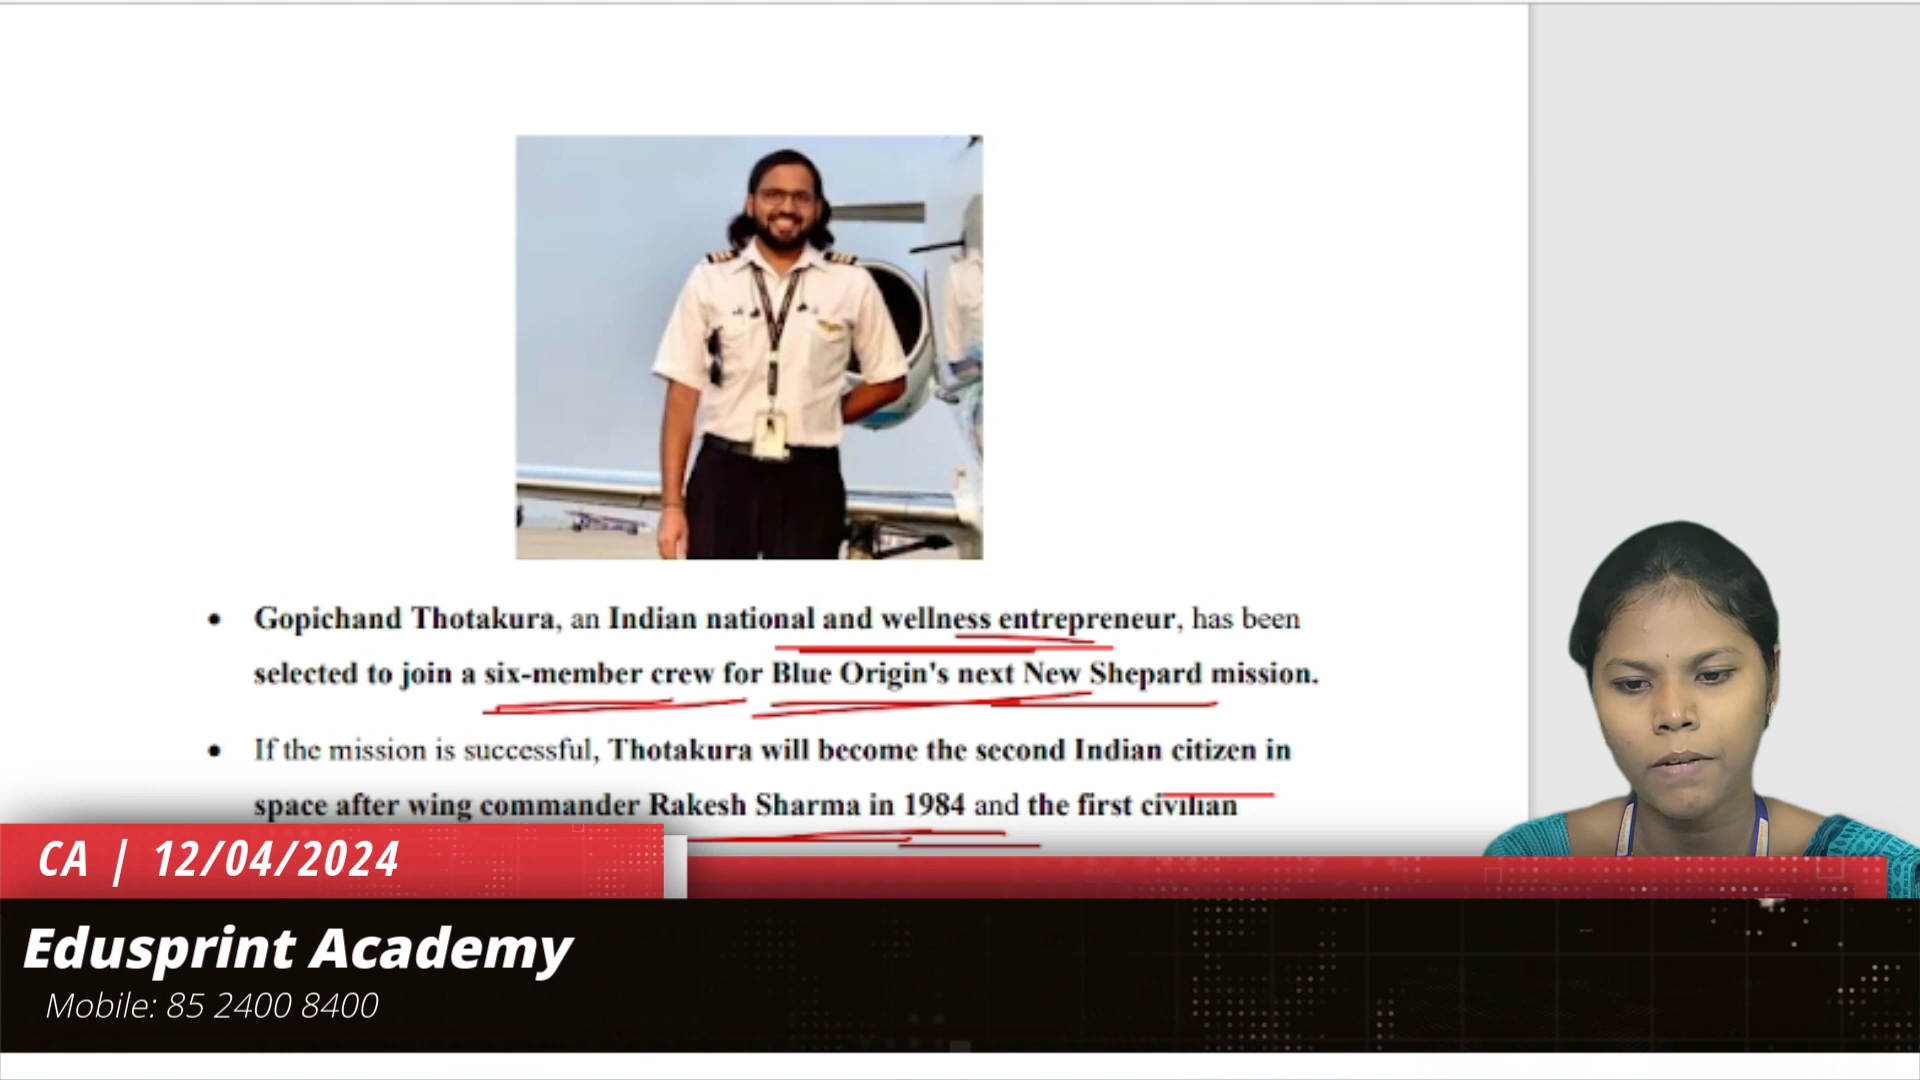 • Gopichand Thotakura, an Indian national and wellness entrepreneur, has been
selected to join a six-member crew for Blue Origin's next New Shepard mission.
• If the mission is successful, Thotakura will become the second Indian citizen in
space after wing commander Rakesh Sharma in 1984 and the first civilian
CA | 12/04/2024
Edusprint Academy
Mobile: 85 2400 8400